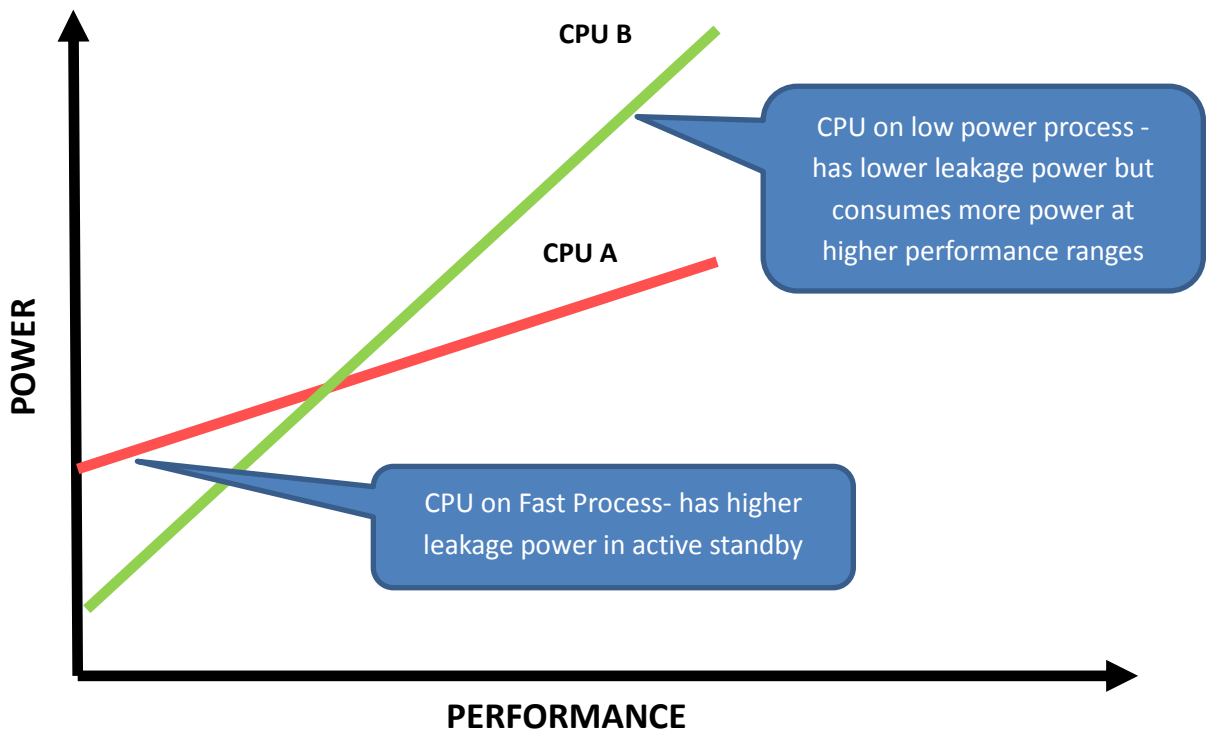 CPU B
CPU on low power process -
has lower leakage power but
consumes more power at
higher performance ranges
CPU A
POWER
CPU on Fast Process- has higher
leakage power in active standby
PERFORMANCE